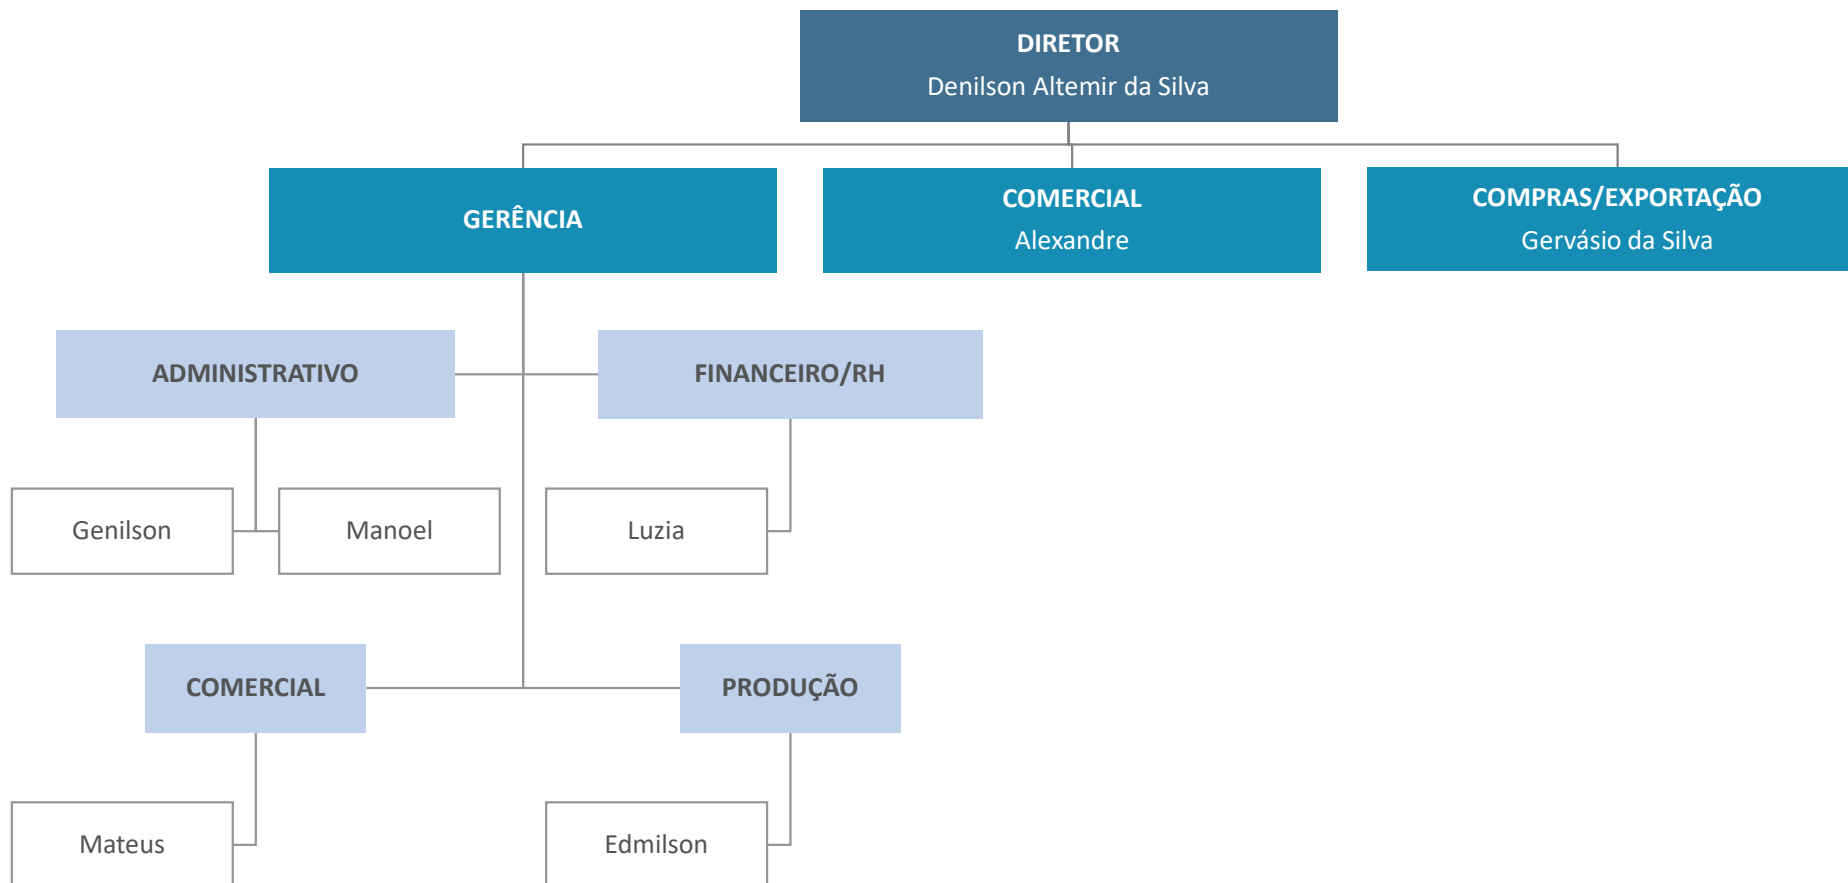 DIRETOR
Denilson Altemir da Silva
GERÊNCIA
COMERCIAL
Alexandre
COMPRAS/EXPORTAÇÃO
Gervásio da Silva
ADMINISTRATIVO
FINANCEIRO/RH
Genilson
Manoel
Luzia
COMERCIAL
PRODUÇÃO
Mateus
Edmilson